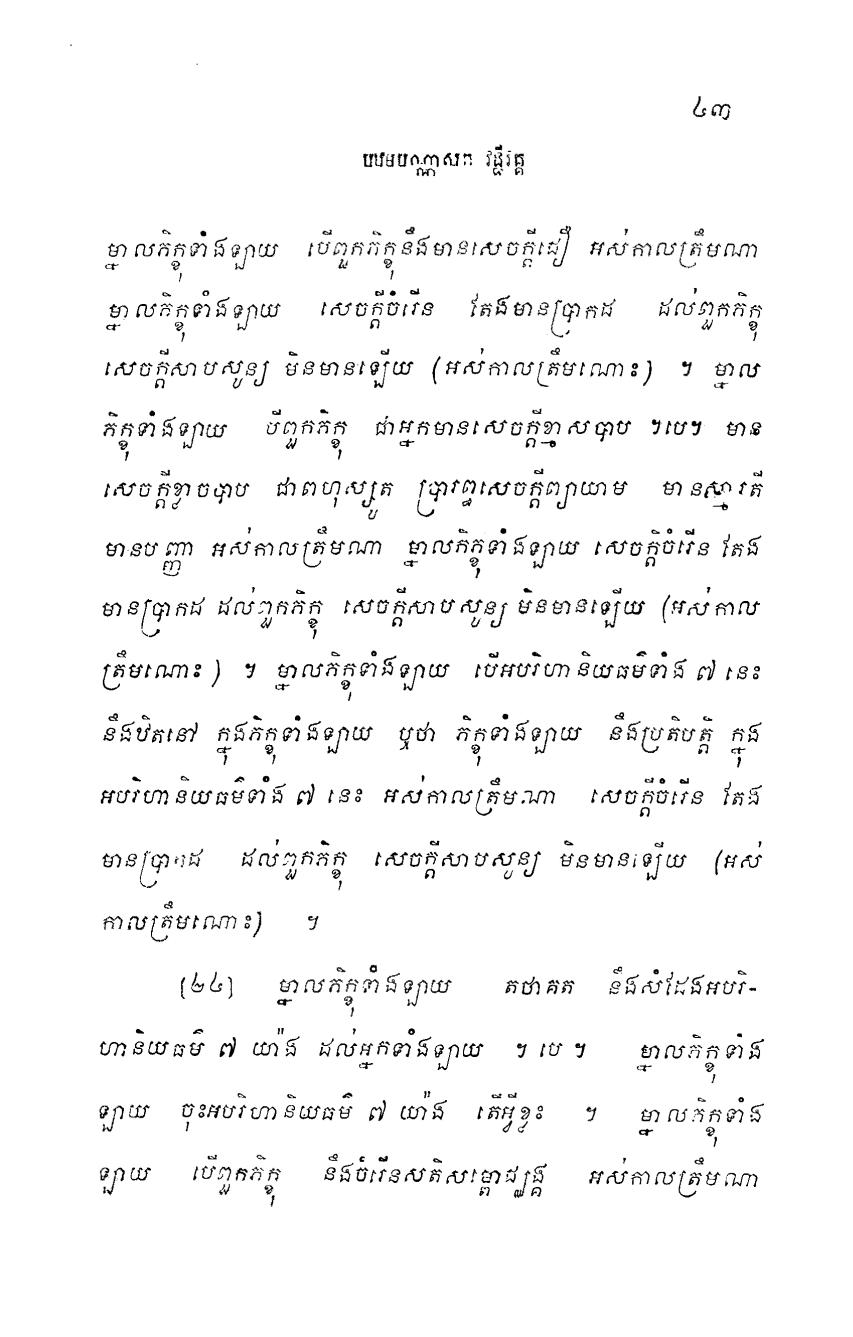 ៤៣
បឋមបណ្ណាសក វជ្ជីវគ្គ
ម្នាលភិក្ខុទាំងឡាយ បើពួកភិក្ខុនឹងមានសេចក្តីជឿ អស់កាលត្រឹមណា
ម្នាលភិក្ខុទាំងឡាយ សេចក្តីចំរើន តែងមានប្រាកដ ដល់ពួកភិក្ខុ
សេចក្តីសាបសូន្យ មិនមានឡើយ (អស់កាលត្រឹមណោះ) ។ ម្នាល
ភិក្ខុទាំងឡាយ បើពួកភិក្ខុ ជាអ្នកមានសេចក្តីខ្មាសបាប ។បេ។ មាន
សេចក្តីខ្លាចបាប ជាពហុស្សូត ប្រារព្ធសេចក្តីព្យាយាម មានស្មារតី
មានបញ្ញា អស់កាលត្រឹមណា ម្នាលភិក្ខុទាំងឡាយ សេចក្តីចំរើន តែង
មានប្រាកដ ដល់ពួកភិក្ខុ សេចក្តីសាបសូន្យ មិនមានឡើយ (អស់កាល
ត្រឹមណោះ) ។ ម្នាលភិក្ខុទាំងឡាយ បើអបរិហានិយធម៌ទាំង ៧ នេះ
នឹងឋិតនៅ ក្នុងភិក្ខុទាំងឡាយ ឬថា ភិក្ខុទាំងឡាយ នឹងប្រតិបត្តិ ក្នុង
អបរិហានិយធម៌ទាំង ៧ នេះ អស់កាលត្រឹមណា សេចក្តីចំរើន តែង
មានប្រាកដ ដល់ពួកភិក្ខុ សេចក្តីសាបសូន្យ មិនមានឡើយ (អស់
កាលត្រឹមណោះ) ។
[២៤] ម្នាលភិក្ខុទាំងឡាយ តថាគត នឹងសំដែងអបរិ-
ហានិយធម៌ ៧ យ៉ាង ដល់អ្នកទាំងឡាយ ។ បេ ។ ម្នាលភិក្ខុទាំង
ឡាយ ចុះអបរិហានិយធម៌ ៧ យ៉ាង តើអ្វីខ្លះ ។ ម្នាលភិក្ខុទាំង
ឡាយ បើពួកភិក្ខុ នឹងចំរើនសតិសម្ពោជ្ឈង្គ អស់កាលត្រឹមណា